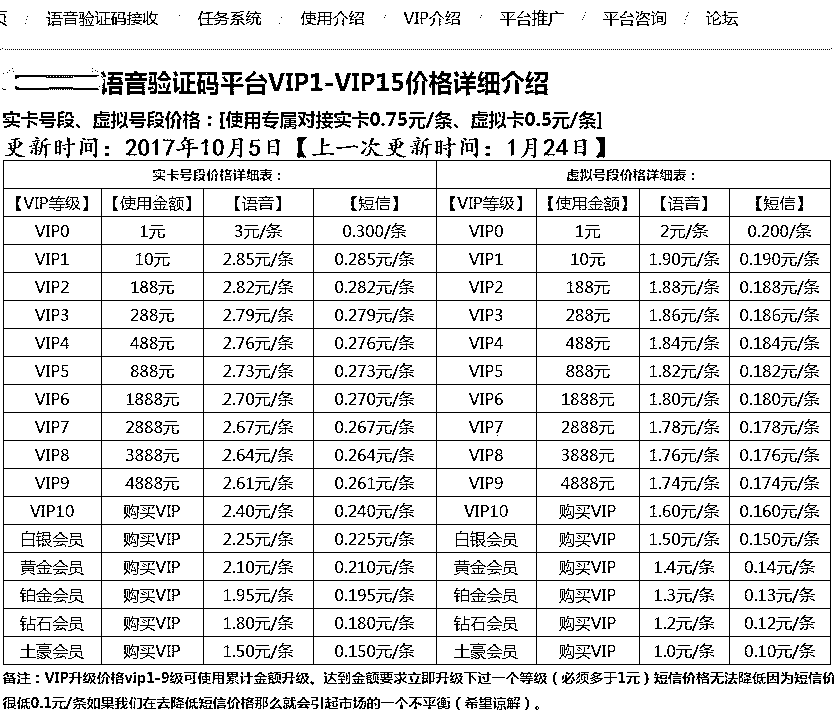 页 / 语音验证码接收 / 任务系统 / 使用介绍 / VIP介绍 / 平台推广 / 平台咨询 / 论坛
语音验证码平台VIP1-VIP15价格详细介绍
实卡号段、虚拟号段价格：[使用专属对接实卡0.75元/条、虚拟卡0.5元/条]
更新时间：2017年10月5日【上一次更新时间：1月24日】
实卡号段价格详细表： 虚拟号段价格详细表：
【VIP等级】 【使用金额】 【语音】 【短信】 【VIP等级】 【使用金额】 【语音】 【短信】
VIP0 1元 3元/条 0.300/条 VIP0 1元 2元/条 0.200/条
VIP1 10元 2.85元/条 0.285元/条 VIP1 10元 1.90元/条 0.190元/条
VIP2 188元 2.82元/条 0.282元/条 VIP2 188元 1.88元/条 0.188元/条
VIP3 288元 2.79元/条 0.279元/条 VIP3 288元 1.86元/条 0.186元/条
VIP4 488元 2.76元/条 0.276元/条 VIP4 488元 1.84元/条 0.184元/条
VIP5 888元 2.73元/条 0.273元/条 VIP5 888元 1.82元/条 0.182元/条
VIP6 1888元 2.70元/条 0.270元/条 VIP6 1888元 1.80元/条 0.180元/条
VIP7 2888元 2.67元/条 0.267元/条 VIP7 2888元 1.78元/条 0.178元/条
VIP8 3888元 2.64元/条 0.264元/条 VIP8 3888元 1.76元/条 0.176元/条
VIP9 4888元 2.61元/条 0.261元/条 VIP9 4888元 1.74元/条 0.174元/条
VIP10 购买VIP 2.40元/条 0.240元/条 VIP10 购买VIP 1.60元/条 0.160元/条
白银会员 购买VIP 2.25元/条 0.225元/条 白银会员 购买VIP 1.50元/条 0.150元/条
黄金会员 购买VIP 2.10元/条 0.210元/条 黄金会员 购买VIP 1.4元/条 0.14元/条
铂金会员 购买VIP 1.95元/条 0.195元/条 铂金会员 购买VIP 1.3元/条 0.13元/条
钻石会员 购买VIP 1.80元/条 0.180元/条 钻石会员 购买VIP 1.2元/条 0.12元/条
土豪会员 购买VIP 1.50元/条 0.150元/条 土豪会员 购买VIP 1.0元/条 0.10元/条
备注：VIP升级价格vip1-9级可使用累计金额升级、达到金额要求立即升级下过一个等级（必须多于1元）短信价格无法降低因为短信价
很低0.1元/条如果我们在去降低短信价格那么就会引起市场的一个不平衡（希望谅解）。